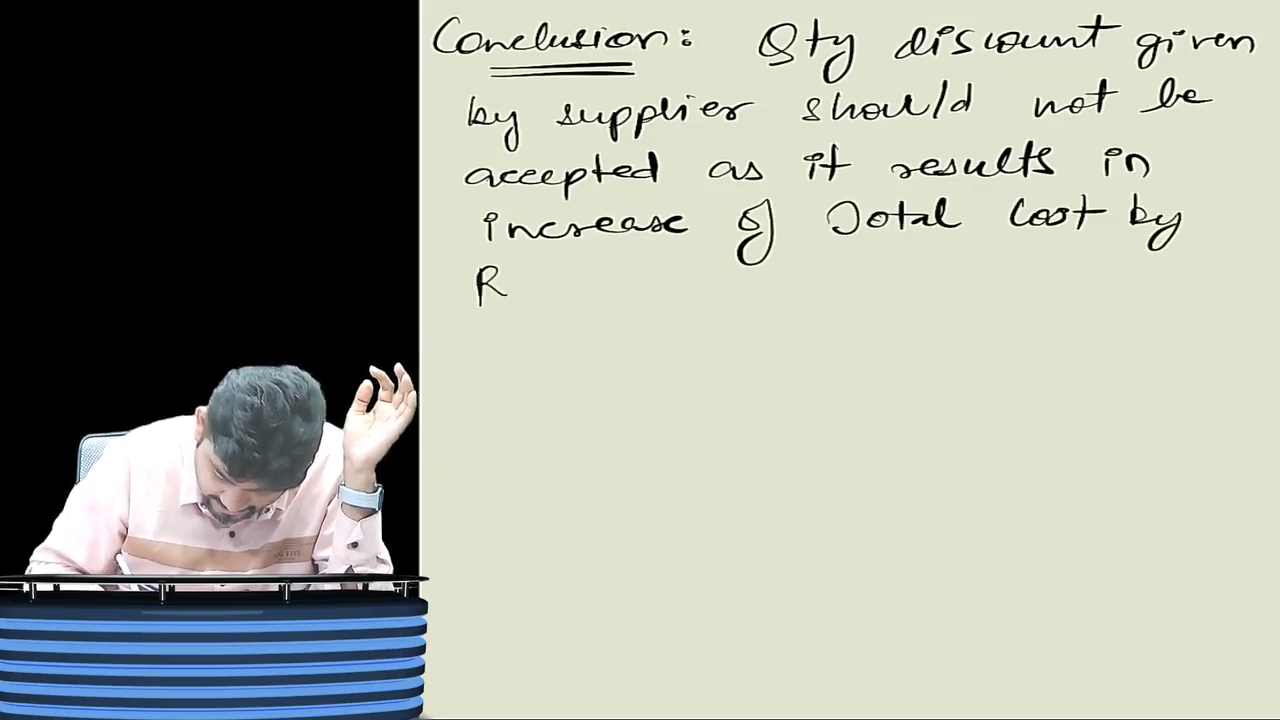 Conclusion: Qty discount given
by supplier should not be
accepted as it results in
increase of Total Cost by
R